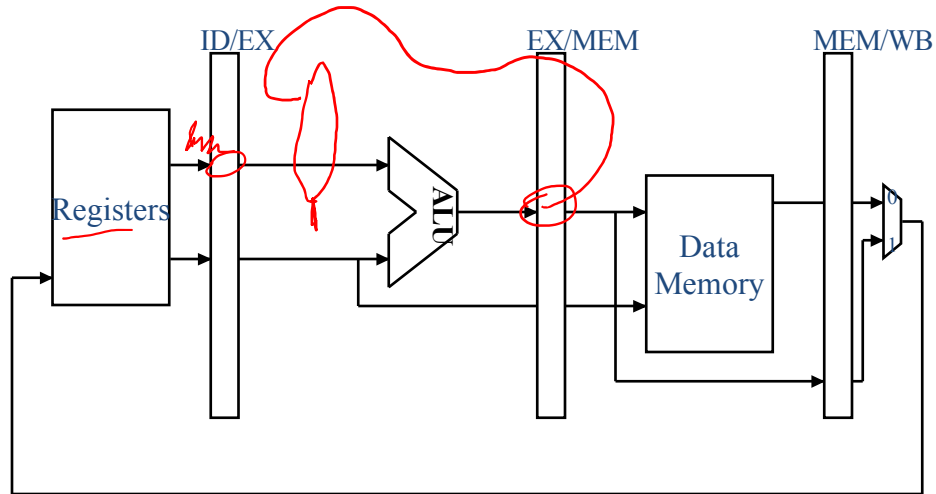 ID/EX EX/MEM MEM/WB
Registers
ALU
Data
Memory
0
1